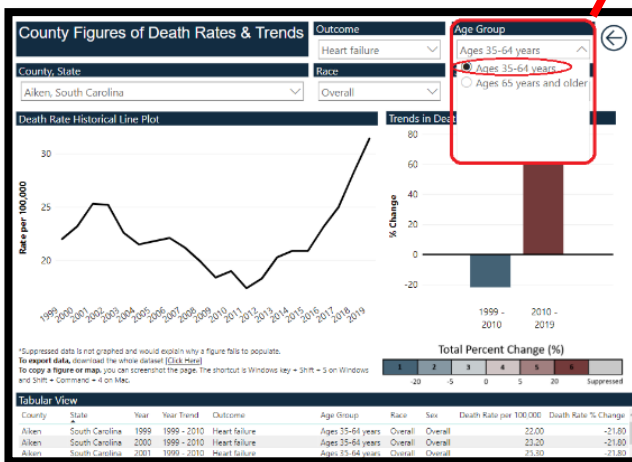 County Figures of Death Rates & Trends
Outcome
Heart failure
Age Group
Ages 35-64 years
Ages 35-64 years
Ages 65 years and older
County, State
Aiken, South Carolina
Race
Overall
Death Rate Historical Line Plot
Trends in Deat
Rate per 100,000
30
25
20
1999 2000 2001 2002 2003 2004 2005 2006 2007 2008 2009 2010 2011 2012 2013 2014 2015 2016 2017 2018 2019
% Change
80
60
40
20
0
-20
1999 - 2010
2010 - 2019
*Suppressed data is not graphed and would explain why a figure fails to populate.
To export data, download the whole dataset [Click Here]
To copy a figure or map, you can screenshot the page. The shortcut is Windows key + Shift + S on Windows
and Shift + Command + 4 on Mac.
Total Percent Change (%)
1 2 3 4 5 6
-20 -5 0 5 20 Suppressed
Tabular View
County State Year Year Trend Outcome Age Group Race Sex Death Rate per 100,000 Death Rate % Change
Aiken South Carolina 1999 1999 - 2010 Heart failure Ages 35-64 years Overall Overall 22.00 -21.80
Aiken South Carolina 2000 1999 - 2010 Heart failure Ages 35-64 years Overall Overall 23.20 -21.80
Aiken South Carolina 2001 1999 - 2010 Heart failure Ages 35-64 years Overall Overall 25.30 -21.80